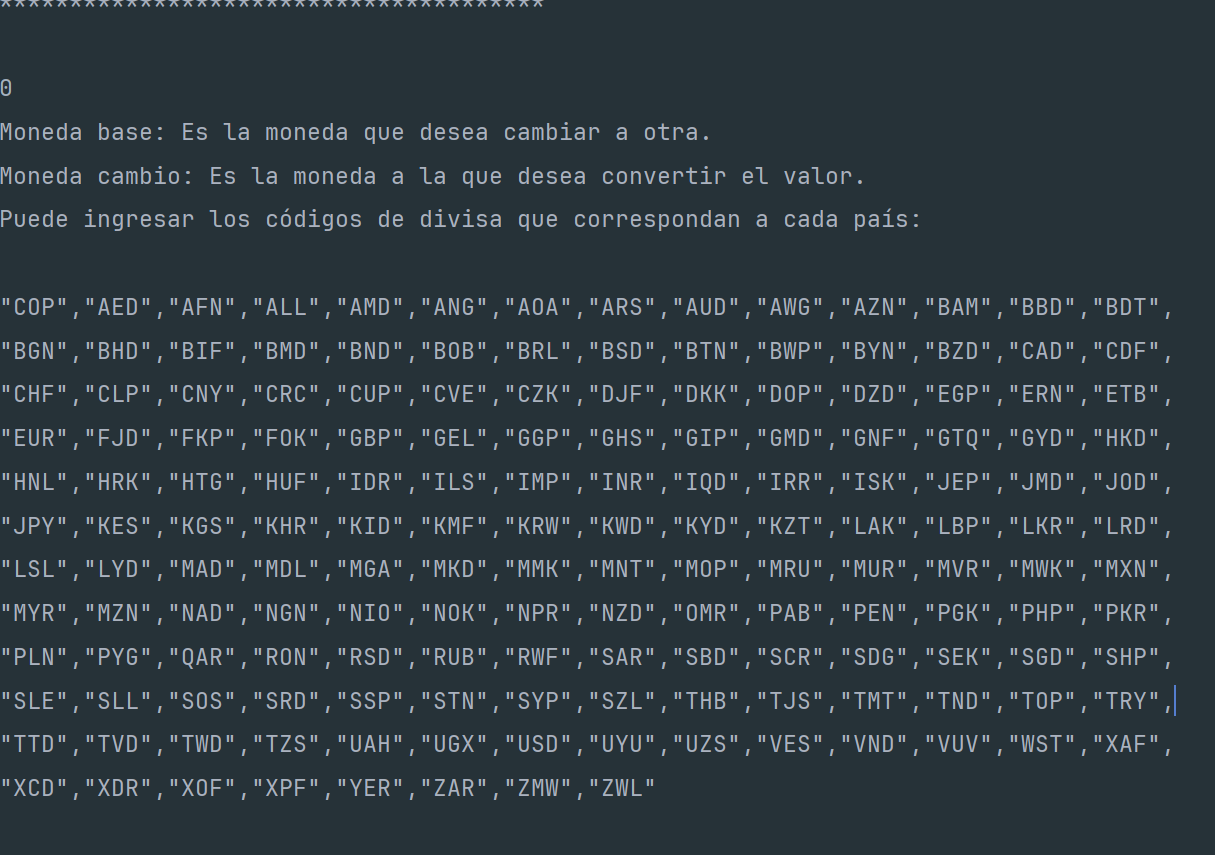 ****************************************
0
Moneda base: Es la moneda que desea cambiar a otra.
Moneda cambio: Es la moneda a la que desea convertir el valor.
Puede ingresar los códigos de divisa que correspondan a cada país:
"COP","AED","AFN","ALL","AMD","ANG","AOA","ARS","AUD","AWG","AZN","BAM","BBD","BDT",
"BGN","BHD","BIF","BMD","BND","BOB","BRL","BSD","BTN","BWP","BYN","BZD","CAD","CDF",
"CHF","CLP","CNY","CRC","CUP","CVE","CZK","DJF","DKK","DOP","DZD","EGP","ERN","ETB",
"EUR","FJD","FKP","FOK","GBP","GEL","GGP","GHS","GIP","GMD","GNF","GTQ","GYD","HKD",
"HNL","HRK","HTG","HUF","IDR","ILS","IMP","INR","IQD","IRR","ISK","JEP","JMD","JOD",
"JPY","KES","KGS","KHR","KID","KMF","KRW","KWD","KYD","KZT","LAK","LBP","LKR","LRD",
"LSL","LYD","MAD","MDL","MGA","MKD","MMK","MNT","MOP","MRU","MUR","MVR","MWK","MXN",
"MYR","MZN","NAD","NGN","NIO","NOK","NPR","NZD","OMR","PAB","PEN","PGK","PHP","PKR",
"PLN","PYG","QAR","RON","RSD","RUB","RWF","SAR","SBD","SCR","SDG","SEK","SGD","SHP",
"SLE","SLL","SOS","SRD","SSP","STN","SYP","SZL","THB","TJS","TMT","TND","TOP","TRY",
"TTD","TVD","TWD","TZS","UAH","UGX","USD","UYU","UZS","VES","VND","VUV","WST","XAF",
"XCD","XDR","XOF","XPF","YER","ZAR","ZMW","ZWL"